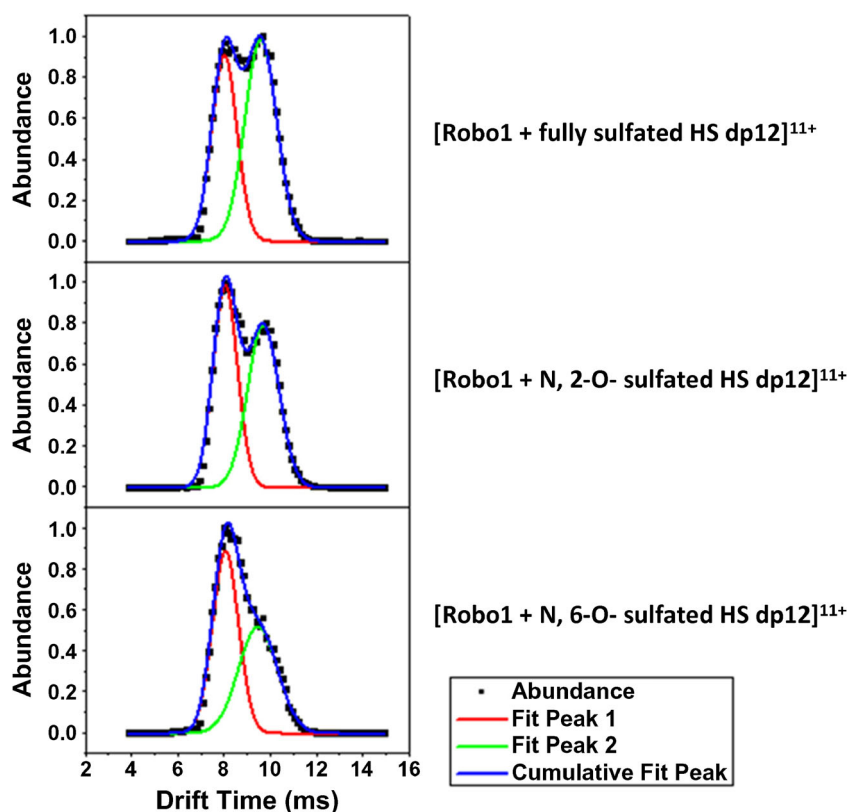 Abundance
1.0
0.8
0.6
0.4
0.2
0.0
[Robo1 + fully sulfated HS dp12]¹¹⁺
Abundance
1.0
0.8
0.6
0.4
0.2
0.0
[Robo1 + N, 2-O- sulfated HS dp12]¹¹⁺
Abundance
1.0
0.8
0.6
0.4
0.2
0.0
[Robo1 + N, 6-O- sulfated HS dp12]¹¹⁺
2 4 6 8 10 12 14 16
Drift Time (ms)
Abundance
Fit Peak 1
Fit Peak 2
Cumulative Fit Peak